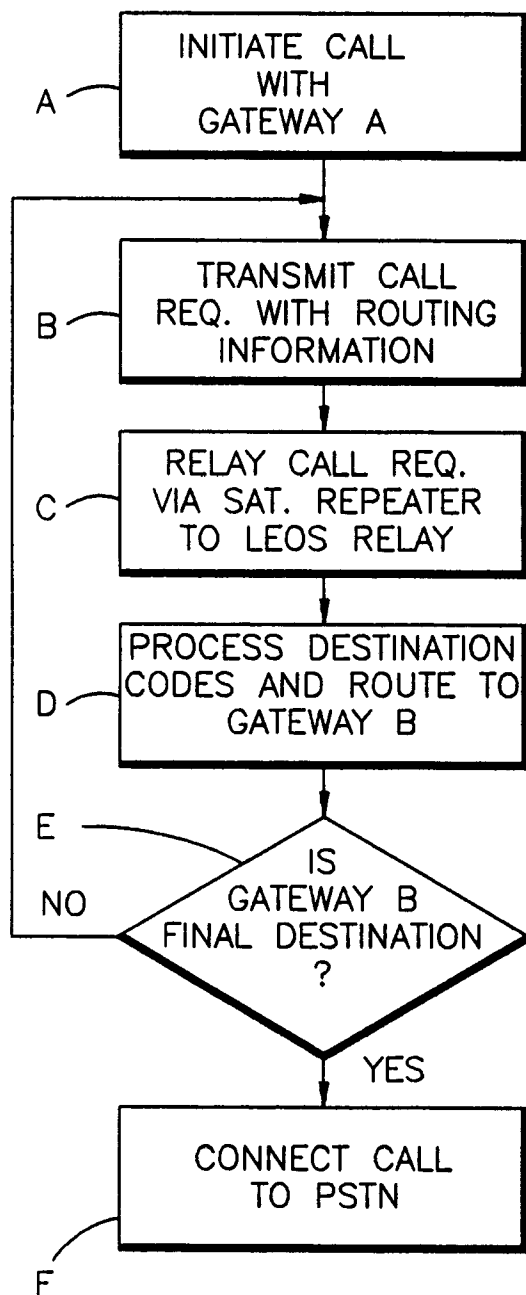 INITIATE CALL
WITH
GATEWAY A
A
TRANSMIT CALL
REQ. WITH ROUTING
INFORMATION
B
RELAY CALL REQ.
VIA SAT. REPEATER
TO LEOS RELAY
C
PROCESS DESTINATION
CODES AND ROUTE TO
GATEWAY B
D
E
IS
GATEWAY B
FINAL DESTINATION
?
NO
YES
CONNECT CALL
TO PSTN
F